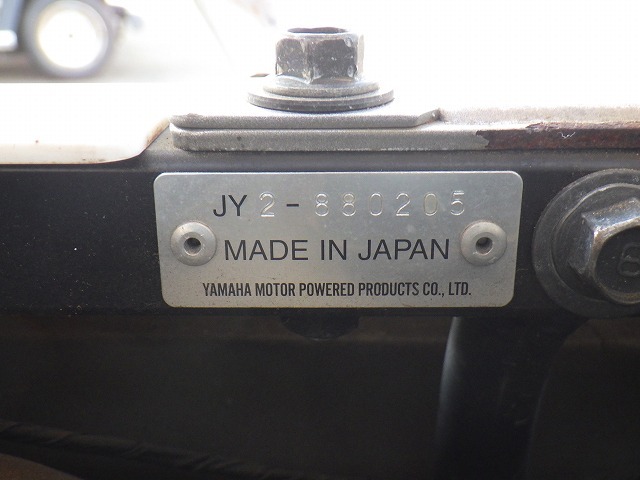 JY2-880205
MADE IN JAPAN
YAMAHA MOTOR POWERED PRODUCTS CO., LTD.